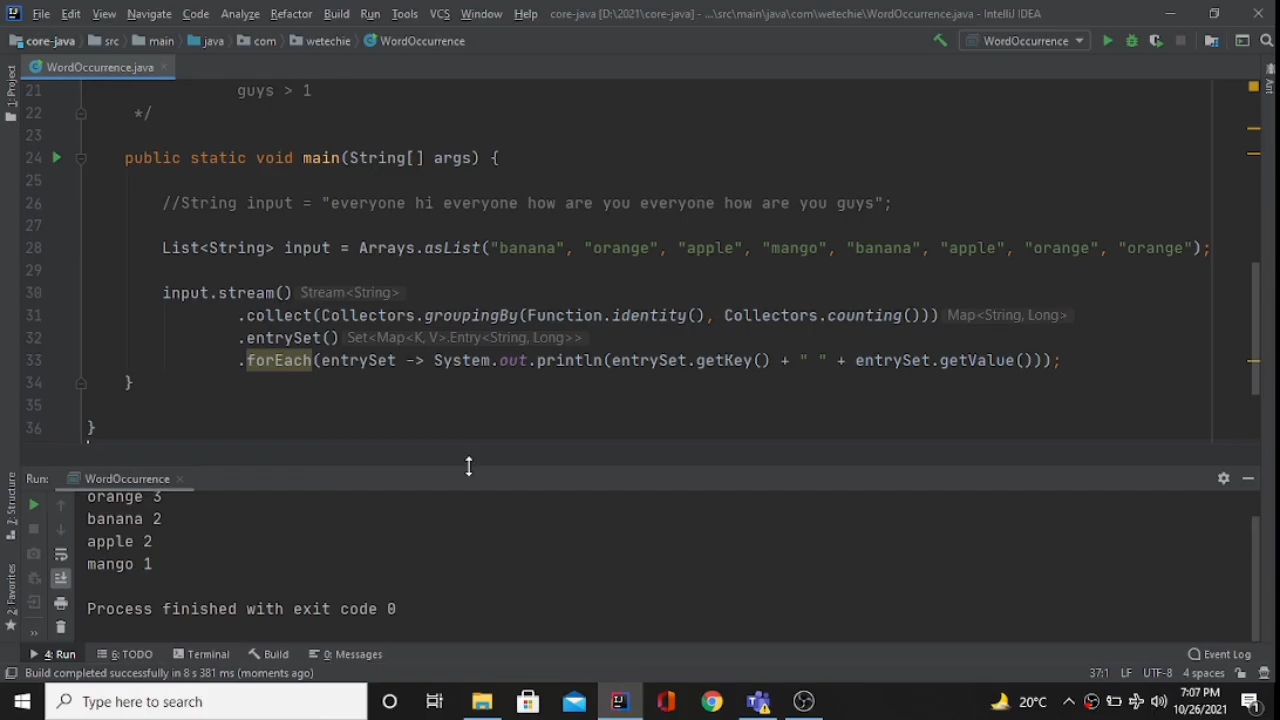 File Edit View Navigate Code Analyze Refactor Build Run Tools VCS Window Help core-java [D:\2021\core-java] - ...\src\main\java\com\wetechie\WordOccurrence.java - IntelliJ IDEA
core-java src main java com wetechie WordOccurrence WordOccurrence
WordOccurrence.java
1: Project
Ant
21 guys > 1
22 */
23
24 public static void main(String[] args) {
25
26 //String input = "everyone hi everyone how are you everyone how are you guys";
27
28 List<String> input = Arrays.asList("banana", "orange", "apple", "mango", "banana", "apple", "orange", "orange");
29
30 input.stream() Stream<String>
31 .collect(Collectors.groupingBy(Function.identity(), Collectors.counting())) Map<String, Long>
32 .entrySet() Set<Map<K, V>.Entry<String, Long>>
33 .forEach(entrySet -> System.out.println(entrySet.getKey() + " " + entrySet.getValue()));
34 }
35
36 }
Run: WordOccurrence
7: Structure
2: Favorites
orange 3
banana 2
apple 2
mango 1
Process finished with exit code 0
4: Run 6: TODO Terminal Build 0: Messages Event Log
Build completed successfully in 8 s 381 ms (moments ago) 37:1 LF UTF-8 4 spaces
Type here to search 20°C 7:07 PM
10/26/2021 1